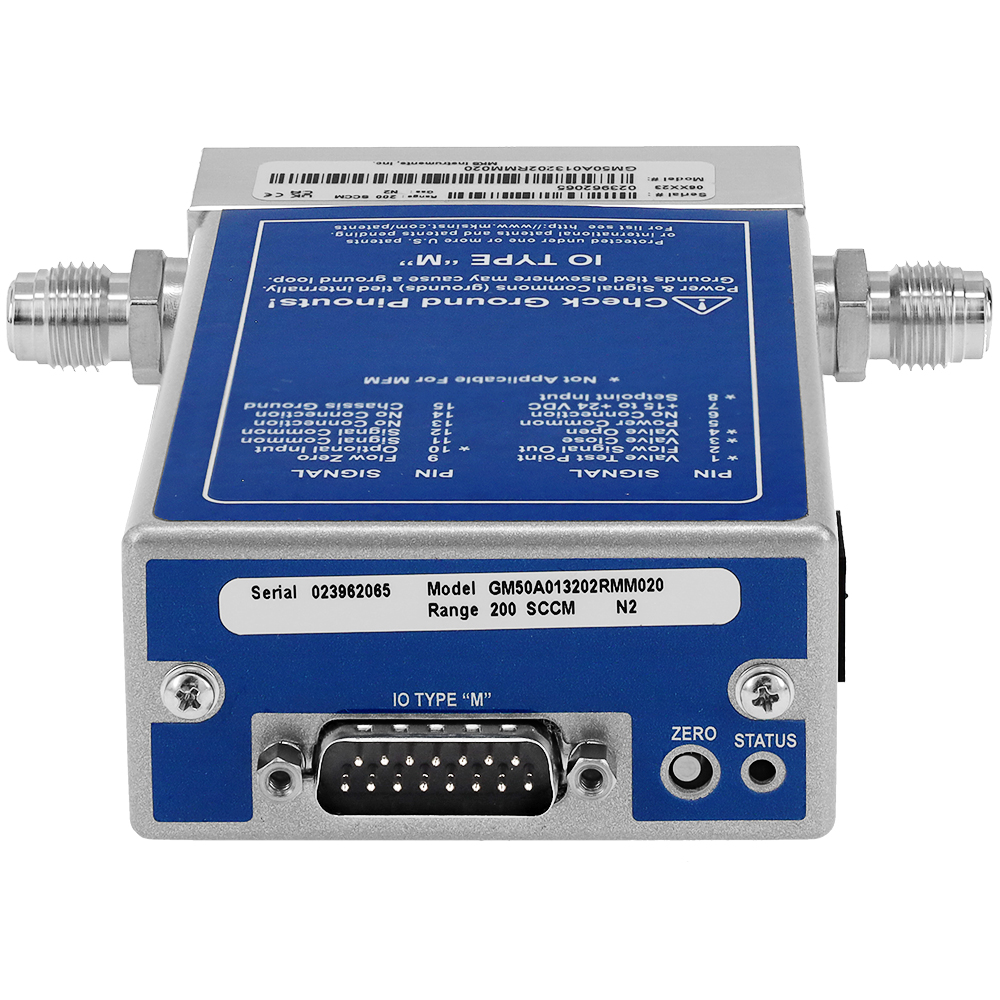 Serial # :
023962065
Range : 200 SCCM
Gas : N2
08XX23
CE
UK CA
Model #:
GM50A013202RMM020
MKS Instruments, Inc.
Protected under one or more U.S. patents
or international patents and patents pending.
For list see http://www.mksinst.com/patents
IO TYPE “M”
Power & Signal Commons (grounds) tied internally.
Grounds tied elsewhere may cause a ground loop.
Check Ground Pinouts!
PIN SIGNAL PIN SIGNAL
* 1 Valve Test Point 9 Flow Zero
2 Flow Signal Out * 10 Optional Input
* 3 Valve Close 11 Signal Common
* 4 Valve Open 12 Signal Common
5 Power Common 13 No Connection
6 No Connection 14 No Connection
7 +15 to +24 VDC 15 Chassis Ground
* 8 Setpoint Input
* Not Applicable For MFM
Serial 023962065 Model GM50A013202RMM020
Range 200 SCCM N2
IO TYPE “M”
ZERO STATUS